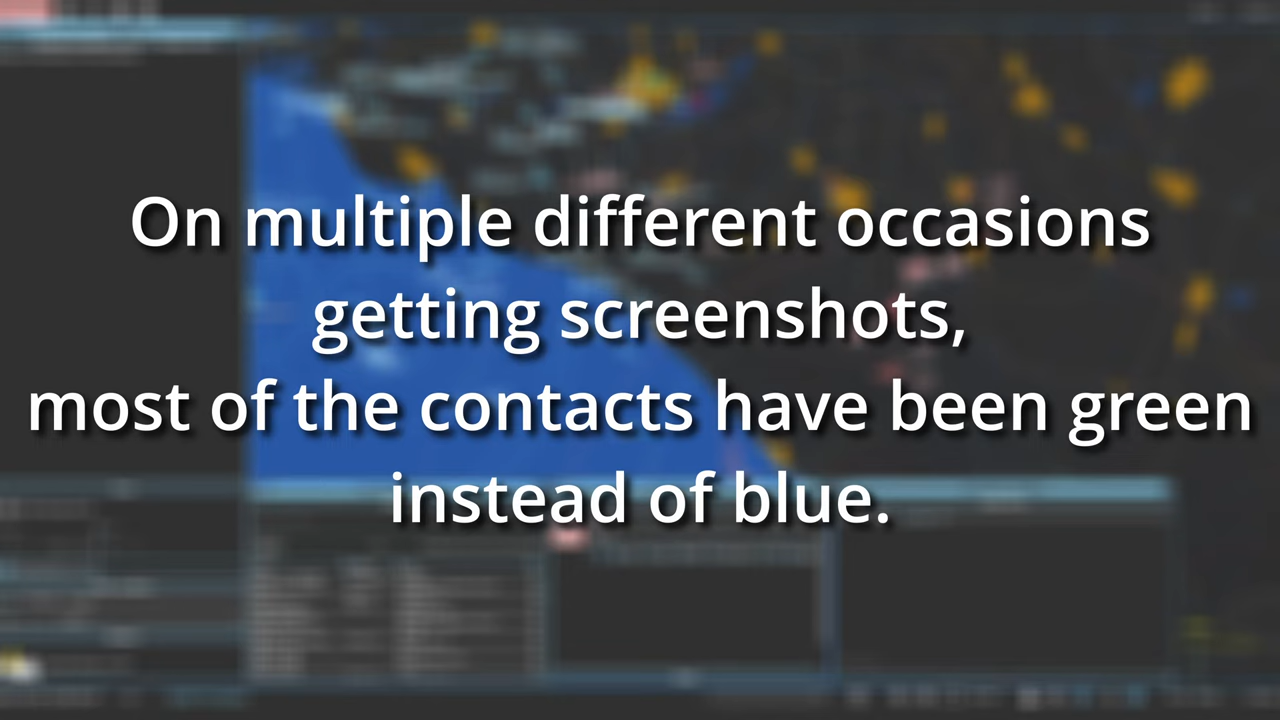 On multiple different occasions
getting screenshots,
most of the contacts have been green
instead of blue.